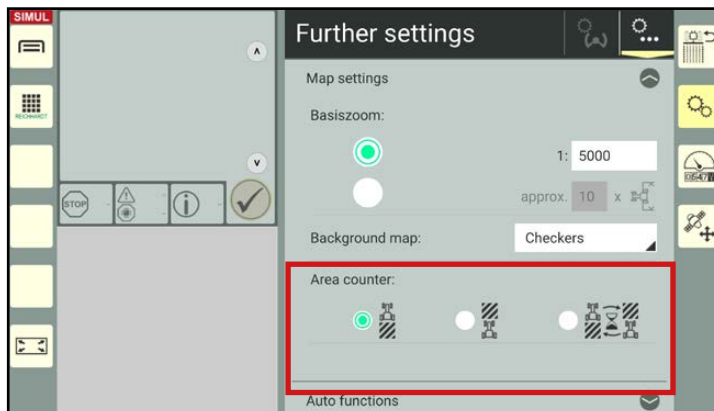 SIMUL
Further settings
Map settings
REICHHARDT
Basiszoom:
1: 5000
approx. 10 x
STOP
Background map: Checkers
Area counter:
Auto functions